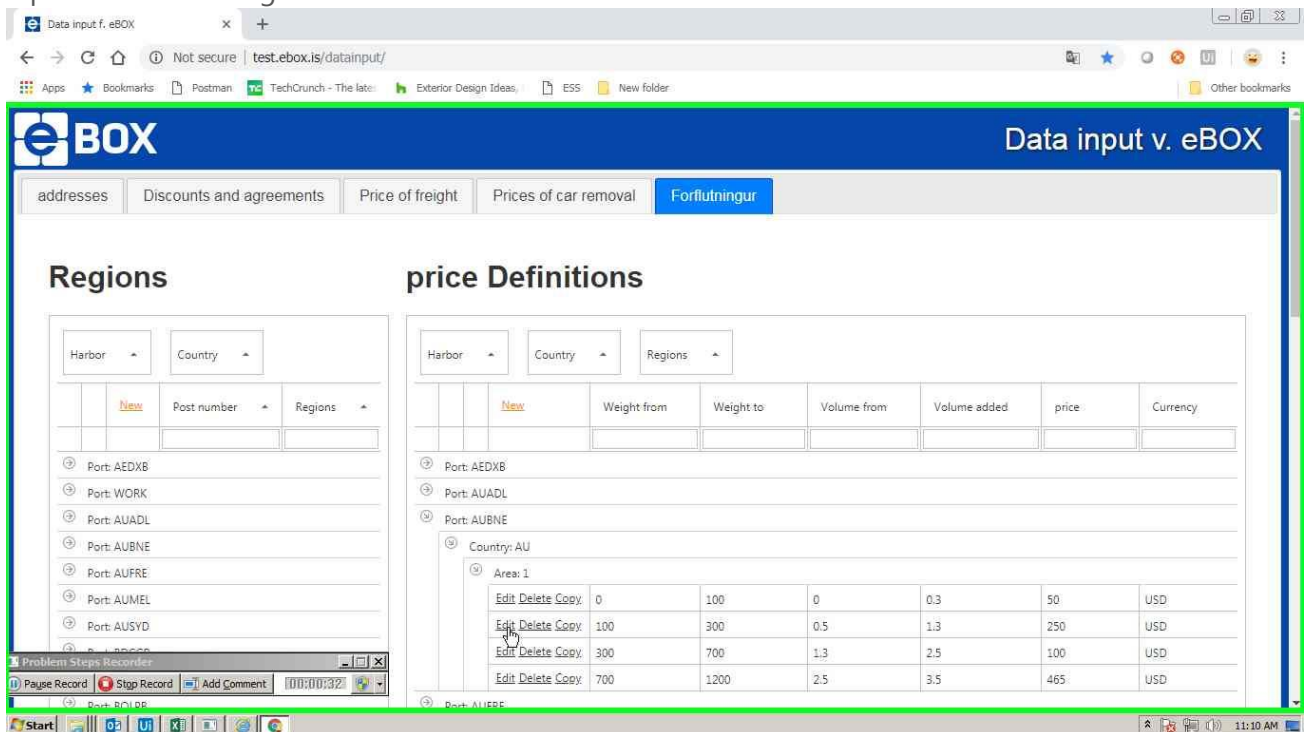 Data input f. eBOX
Not secure | test.ebox.is/datainput/
Apps Bookmarks Postman TechCrunch - The late Exterior Design Ideas, ESS New folder Other bookmarks
eBOX Data input v. eBOX
addresses Discounts and agreements Price of freight Prices of car removal Forflutningur
Regions price Definitions
Harbor Country Harbor Country Regions
New Post number Regions New Weight from Weight to Volume from Volume added price Currency
Port: AEDXB Port: AEDXB
Port: WORK Port: AUADL
Port: AUADL Port: AUBNE
Port: AUBNE Country: AU
Port: AUFRE Area: 1
Port: AUMEL Edit Delete Copy 0 100 0 0.3 50 USD
Port: AUSYD Edit Delete Copy 100 300 0.5 1.3 250 USD
Edit Delete Copy 300 700 1.3 2.5 100 USD
Problem Steps Recorder
Pause Record Stop Record Add Comment 00:00:32 Edit Delete Copy 700 1200 2.5 3.5 465 USD
Port: BOLPB Port: AUFRE
Start 11:10 AM